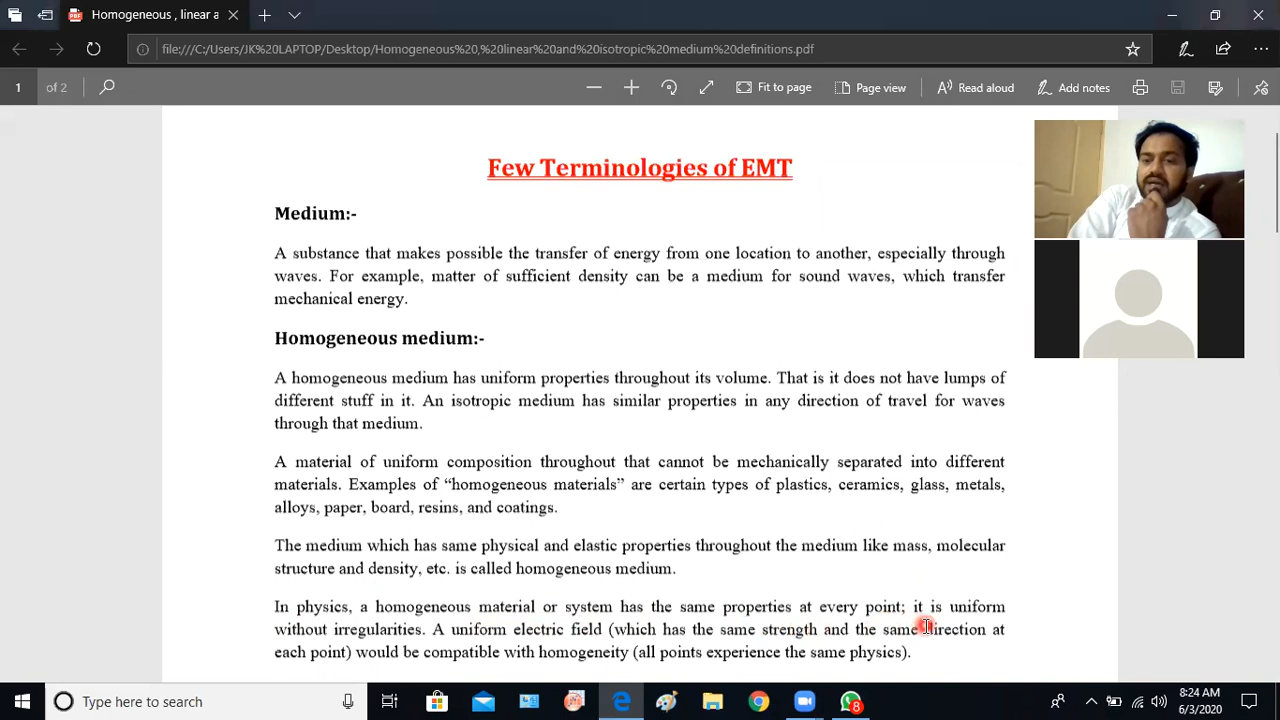 Homogeneous, linear a
file:///C:/Users/JK%20LAPTOP/Desktop/Homogeneous%20,%20linear%20and%20isotropic%20medium%20definitions.pdf
1 of 2 Fit to page Page view Read aloud Add notes
Few Terminologies of EMT
Medium:-
A substance that makes possible the transfer of energy from one location to another, especially through
waves. For example, matter of sufficient density can be a medium for sound waves, which transfer
mechanical energy.
Homogeneous medium:-
A homogeneous medium has uniform properties throughout its volume. That is it does not have lumps of
different stuff in it. An isotropic medium has similar properties in any direction of travel for waves
through that medium.
A material of uniform composition throughout that cannot be mechanically separated into different
materials. Examples of “homogeneous materials” are certain types of plastics, ceramics, glass, metals,
alloys, paper, board, resins, and coatings.
The medium which has same physical and elastic properties throughout the medium like mass, molecular
structure and density, etc. is called homogeneous medium.
In physics, a homogeneous material or system has the same properties at every point; it is uniform
without irregularities. A uniform electric field (which has the same strength and the same direction at
each point) would be compatible with homogeneity (all points experience the same physics).
Type here to search
8
8:24 AM
6/3/2020